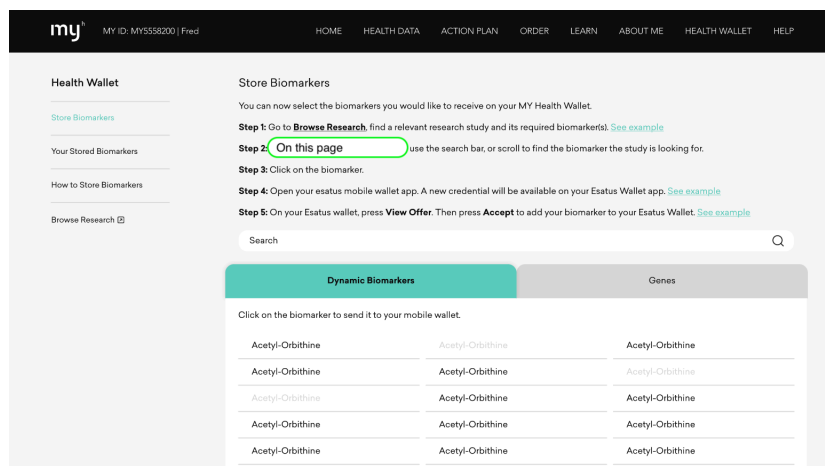 my h MY ID: MY5558200 | Fred HOME HEALTH DATA ACTION PLAN ORDER LEARN ABOUT ME HEALTH WALLET HELP
Health Wallet
Store Biomarkers
Your Stored Biomarkers
How to Store Biomarkers
Browse Research
Store Biomarkers
You can now select the biomarkers you would like to receive on your MY Health Wallet.
Step 1: Go to Browse Research, find a relevant research study and its required biomarker(s). See example
Step 2: On this page use the search bar, or scroll to find the biomarker the study is looking for.
Step 3: Click on the biomarker.
Step 4: Open your esatus mobile wallet app. A new credential will be available on your Esatus Wallet app. See example
Step 5: On your Esatus wallet, press View Offer. Then press Accept to add your biomarker to your Esatus Wallet. See example
Search
Dynamic Biomarkers Genes
Click on the biomarker to send it to your mobile wallet.
Acetyl-Orbithine Acetyl-Orbithine Acetyl-Orbithine
Acetyl-Orbithine Acetyl-Orbithine Acetyl-Orbithine
Acetyl-Orbithine Acetyl-Orbithine Acetyl-Orbithine
Acetyl-Orbithine Acetyl-Orbithine Acetyl-Orbithine
Acetyl-Orbithine Acetyl-Orbithine Acetyl-Orbithine